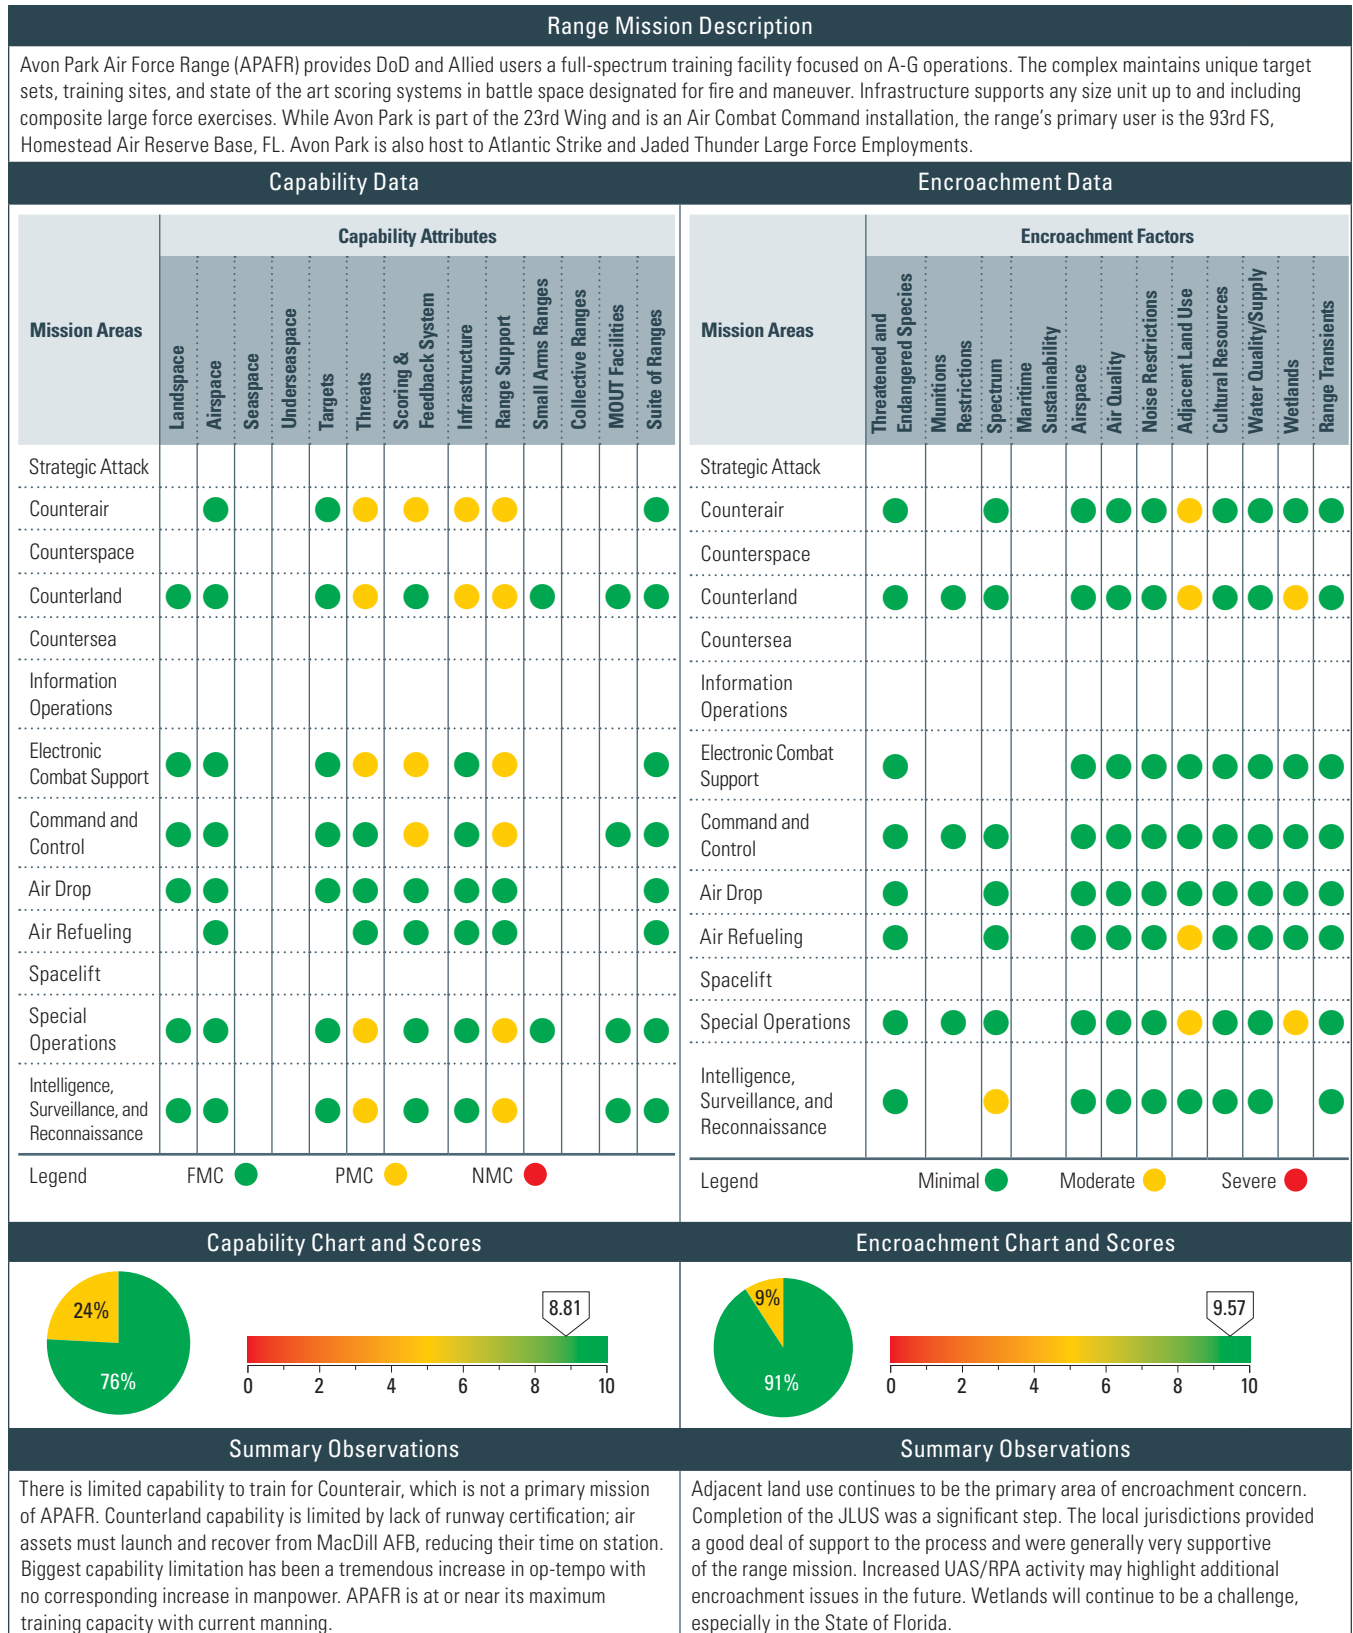 Range Mission Description
Avon Park Air Force Range (APAFR) provides DoD and Allied users a full-spectrum training facility focused on A-G operations. The complex maintains unique target
sets, training sites, and state of the art scoring systems in battle space designated for fire and maneuver. Infrastructure supports any size unit up to and including
composite large force exercises. While Avon Park is part of the 23rd Wing and is an Air Combat Command installation, the range's primary user is the 93rd FS,
Homestead Air Reserve Base, FL. Avon Park is also host to Atlantic Strike and Jaded Thunder Large Force Employments.
Capability Data
Mission Areas
Capability Attributes
Landspace
Airspace
Seaspace
Underseaspace
Targets
Threats
Scoring &
Feedback System
Infrastructure
Range Support
Small Arms Ranges
Collective Ranges
MOUT Facilities
Suite of Ranges
Strategic Attack
Counterair
Counterspace
Counterland
Countersea
Information
Operations
Electronic
Combat Support
Command and
Control
Air Drop
Air Refueling
Spacelift
Special
Operations
Intelligence,
Surveillance, and
Reconnaissance
Legend FMC PMC NMC
Encroachment Data
Mission Areas
Encroachment Factors
Threatened and
Endangered Species
Munitions
Restrictions
Spectrum
Maritime
Sustainability
Airspace
Air Quality
Noise Restrictions
Adjacent Land Use
Cultural Resources
Water Quality/Supply
Wetlands
Range Transients
Strategic Attack
Counterair
Counterspace
Counterland
Countersea
Information
Operations
Electronic Combat
Support
Command and
Control
Air Drop
Air Refueling
Spacelift
Special Operations
Intelligence,
Surveillance, and
Reconnaissance
Legend Minimal Moderate Severe
Capability Chart and Scores
24%
76%
8.81
0 2 4 6 8 10
Encroachment Chart and Scores
9%
91%
9.57
0 2 4 6 8 10
Summary Observations
There is limited capability to train for Counterair, which is not a primary mission
of APAFR. Counterland capability is limited by lack of runway certification; air
assets must launch and recover from MacDill AFB, reducing their time on station.
Biggest capability limitation has been a tremendous increase in op-tempo with
no corresponding increase in manpower. APAFR is at or near its maximum
training capacity with current manning.
Summary Observations
Adjacent land use continues to be the primary area of encroachment concern.
Completion of the JLUS was a significant step. The local jurisdictions provided
a good deal of support to the process and were generally very supportive
of the range mission. Increased UAS/RPA activity may highlight additional
encroachment issues in the future. Wetlands will continue to be a challenge,
especially in the State of Florida.